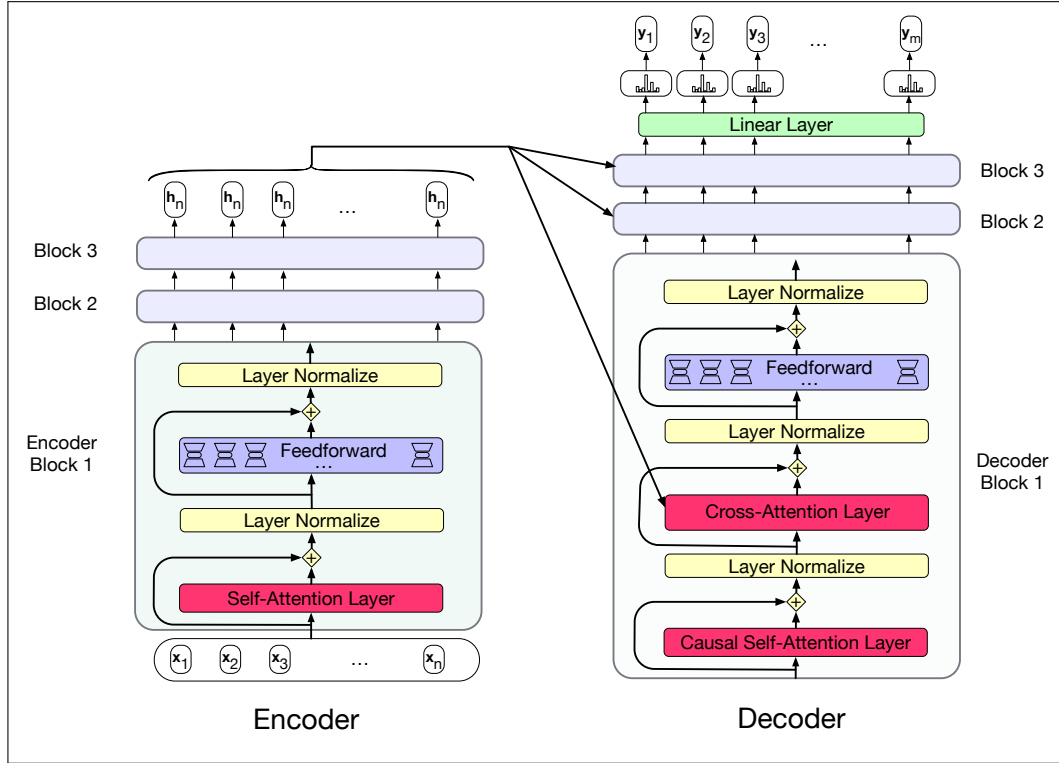 y1 y2 y3 ... ym
Linear Layer
Block 3
Block 2
Layer Normalize
+
Feedforward
...
Layer Normalize
+
Cross-Attention Layer
Layer Normalize
+
Causal Self-Attention Layer
Decoder
Block 1
Decoder
hn hn hn ... hn
Block 3
Block 2
Layer Normalize
+
Feedforward
...
Layer Normalize
+
Self-Attention Layer
Encoder
Block 1
x1 x2 x3 ... xn
Encoder